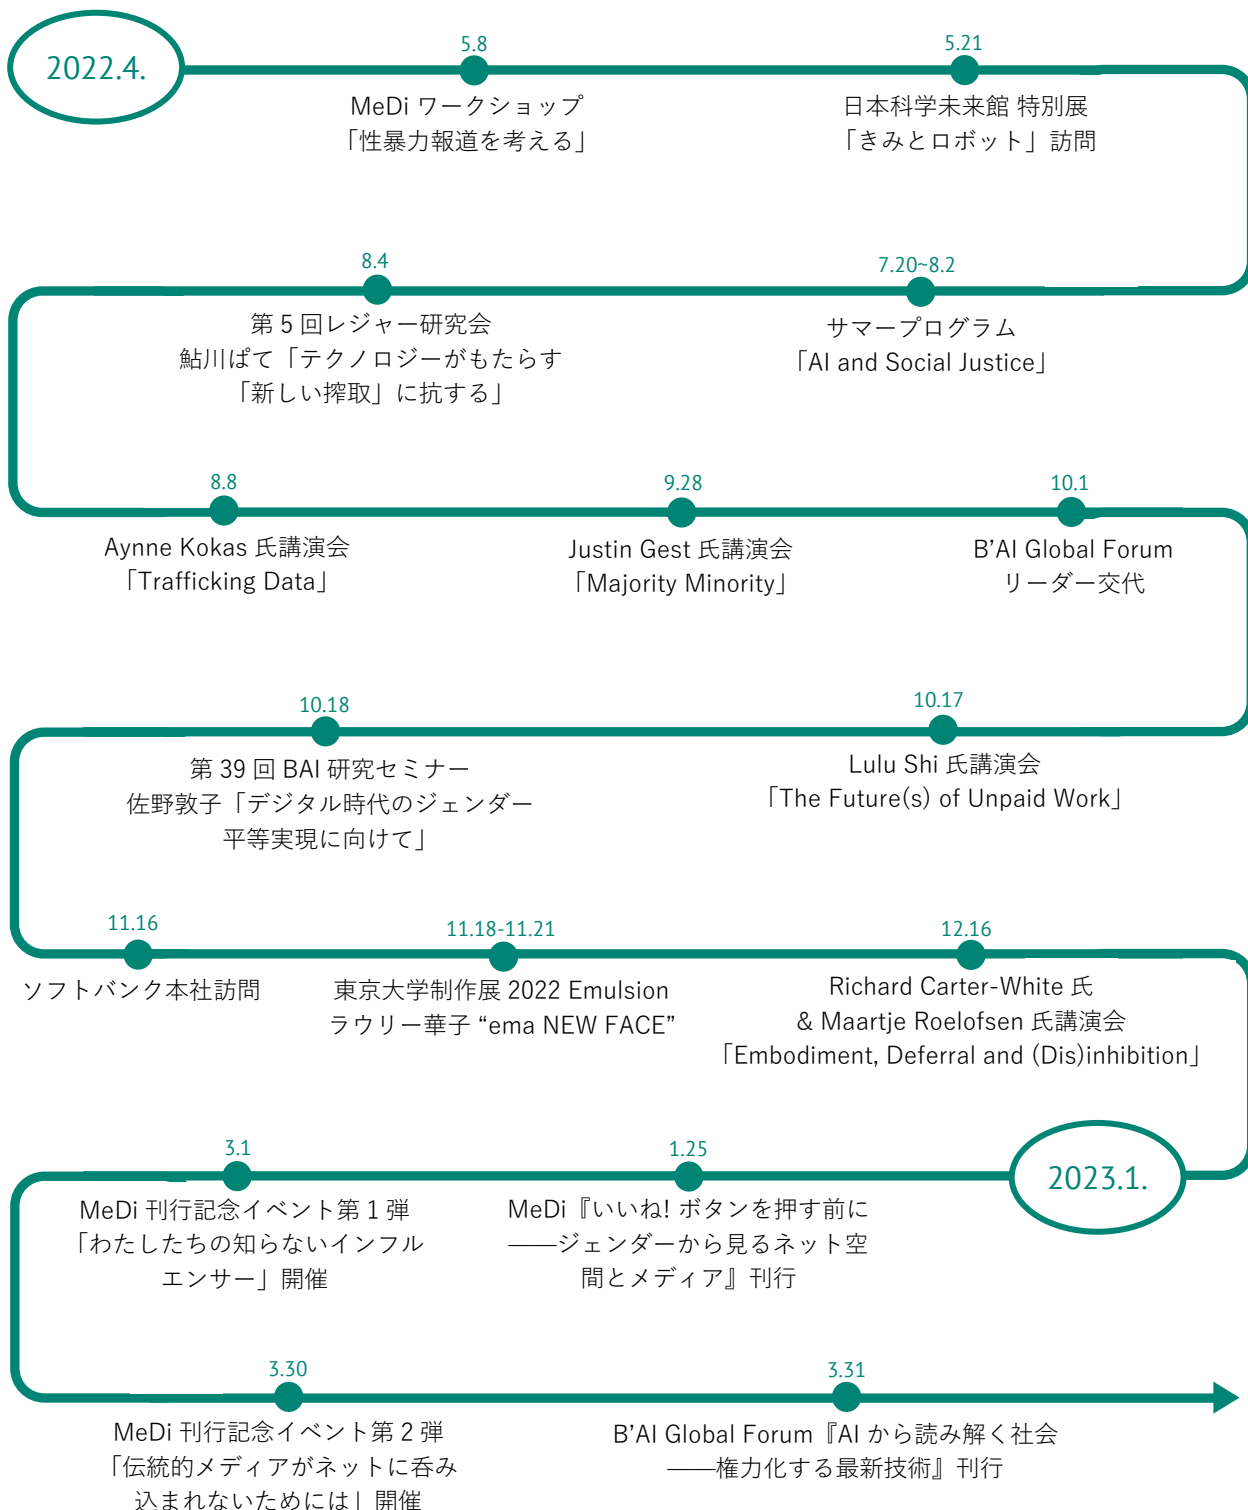 2022.4.
5.8
MeDi ワークショップ
「性暴力報道を考える」
5.21
日本科学未来館 特別展
「きみとロボット」訪問
7.20~8.2
サマープログラム
「AI and Social Justice」
8.4
第 5 回レジャー研究会
鮎川ぱて「テクノロジーがもたらす
「新しい搾取」に抗する」
8.8
Aynne Kokas 氏講演会
「Trafficking Data」
9.28
Justin Gest 氏講演会
「Majority Minority」
10.1
B’AI Global Forum
リーダー交代
10.17
Lulu Shi 氏講演会
「The Future(s) of Unpaid Work」
10.18
第 39 回 BAI 研究セミナー
佐野敦子「デジタル時代のジェンダー
平等実現に向けて」
11.16
ソフトバンク本社訪問
11.18-11.21
東京大学制作展 2022 Emulsion
ラウリー華子 “ema NEW FACE”
12.16
Richard Carter-White 氏
& Maartje Roelofsen 氏講演会
「Embodiment, Deferral and (Dis)inhibition」
2023.1.
1.25
MeDi『いいね! ボタンを押す前に
——ジェンダーから見るネット空
間とメディア』刊行
3.1
MeDi 刊行記念イベント第 1 弾
「わたしたちの知らないインフル
エンサー」開催
3.30
MeDi 刊行記念イベント第 2 弾
「伝統的メディアがネットに呑み
込まれないためには」開催
3.31
B’AI Global Forum『AI から読み解く社会
——権力化する最新技術』刊行